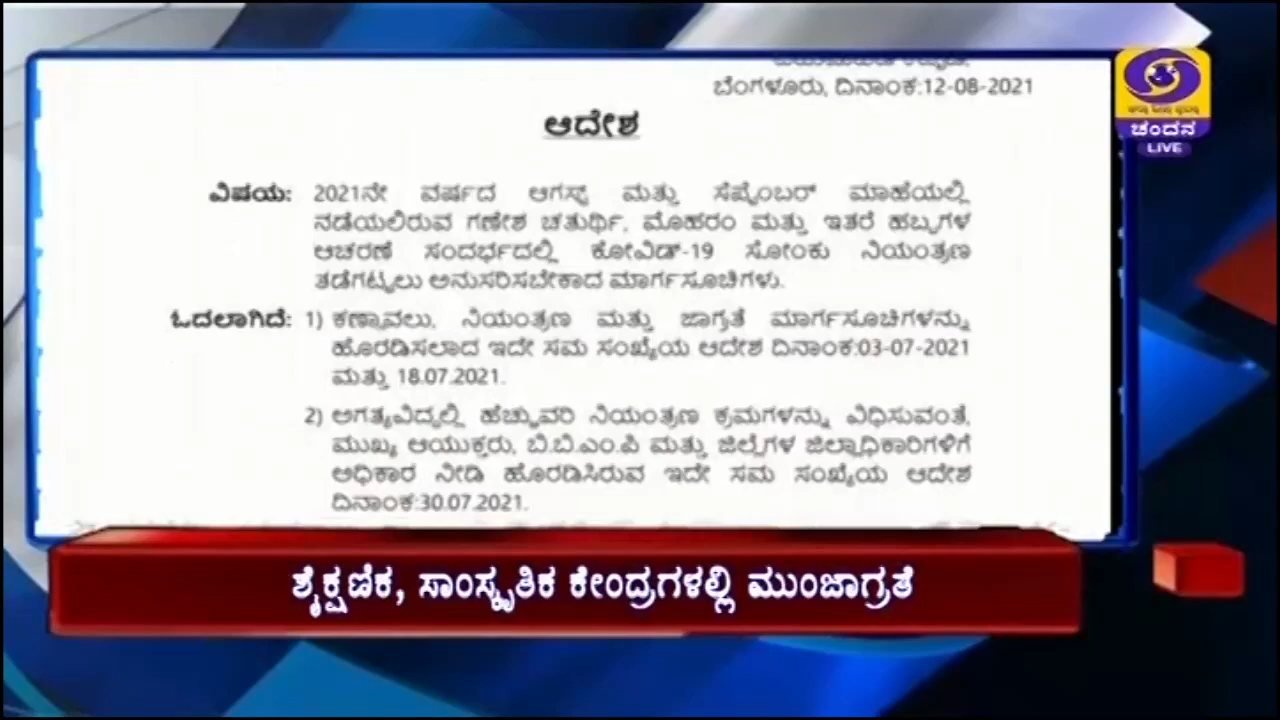 ಬೆಂಗಳೂರು, ದಿನಾಂಕ:12-08-2021
ಆದೇಶ
ವಿಷಯ: 2021ನೇ ವರ್ಷದ ಆಗಸ್ಟ್ ಮತ್ತು ಸೆಪ್ಟೆಂಬರ್ ಮಾಹೆಯಲ್ಲಿ
ನಡೆಯಲಿರುವ ಗಣೇಶ ಚತುರ್ಥಿ, ಮೊಹರಂ ಮತ್ತು ಇತರೆ ಹಬ್ಬಗಳ
ಆಚರಣೆ ಸಂದರ್ಭದಲ್ಲಿ ಕೋವಿಡ್-19 ಸೋಂಕು ನಿಯಂತ್ರಣ
ತಡೆಗಟ್ಟಲು ಅನುಸರಿಸಬೇಕಾದ ಮಾರ್ಗಸೂಚಿಗಳು.
ಓದಲಾಗಿದೆ: 1) ಕಣ್ಗಾವಲು, ನಿಯಂತ್ರಣ ಮತ್ತು ಜಾಗ್ರತೆ ಮಾರ್ಗಸೂಚಿಗಳನ್ನು
ಹೊರಡಿಸಲಾದ ಇದೇ ಸಮ ಸಂಖ್ಯೆಯ ಆದೇಶ ದಿನಾಂಕ:03-07-2021
ಮತ್ತು 18.07.2021.
2) ಅಗತ್ಯವಿದ್ದಲ್ಲಿ ಹೆಚ್ಚುವರಿ ನಿಯಂತ್ರಣ ಕ್ರಮಗಳನ್ನು ವಿಧಿಸುವಂತೆ,
ಮುಖ್ಯ ಆಯುಕ್ತರು, ಬಿ.ಬಿ.ಎಂ.ಪಿ ಮತ್ತು ಜಿಲ್ಲೆಗಳ ಜಿಲ್ಲಾಧಿಕಾರಿಗಳಿಗೆ
ಅಧಿಕಾರ ನೀಡಿ ಹೊರಡಿಸಿರುವ ಇದೇ ಸಮ ಸಂಖ್ಯೆಯ ಆದೇಶ
ದಿನಾಂಕ:30.07.2021.
ಚಂದನ
LIVE
ಶೈಕ್ಷಣಿಕ, ಸಾಂಸ್ಕೃತಿಕ ಕೇಂದ್ರಗಳಲ್ಲಿ ಮುಂಜಾಗ್ರತೆ